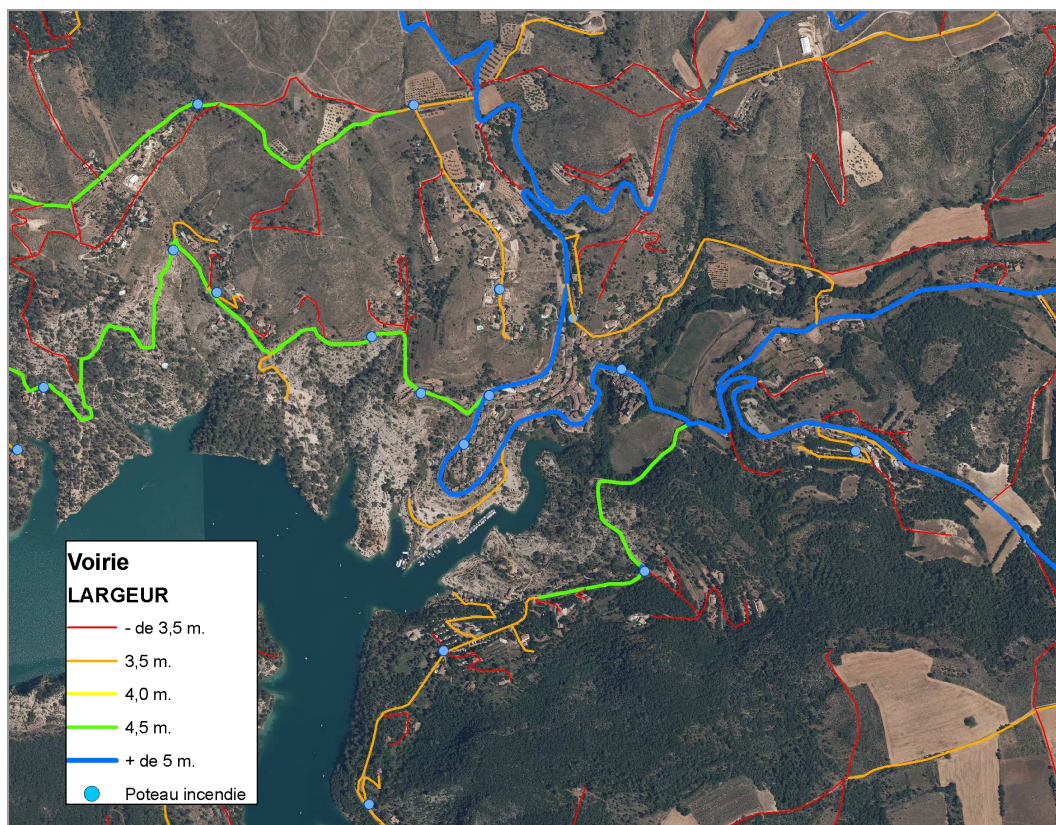 Voirie
LARGEUR
- de 3,5 m.
3,5 m.
4,0 m.
4,5 m.
+ de 5 m.
Poteau incendie